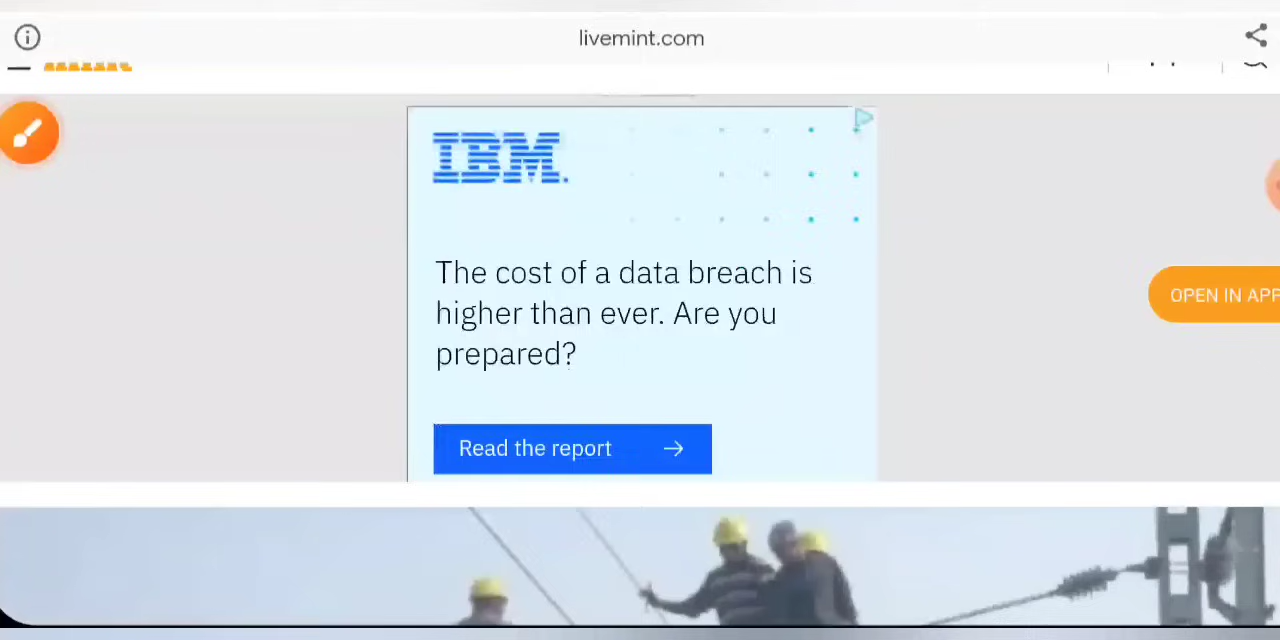 livemint.com
IBM.
The cost of a data breach is
higher than ever. Are you
prepared?
OPEN IN APP
Read the report →